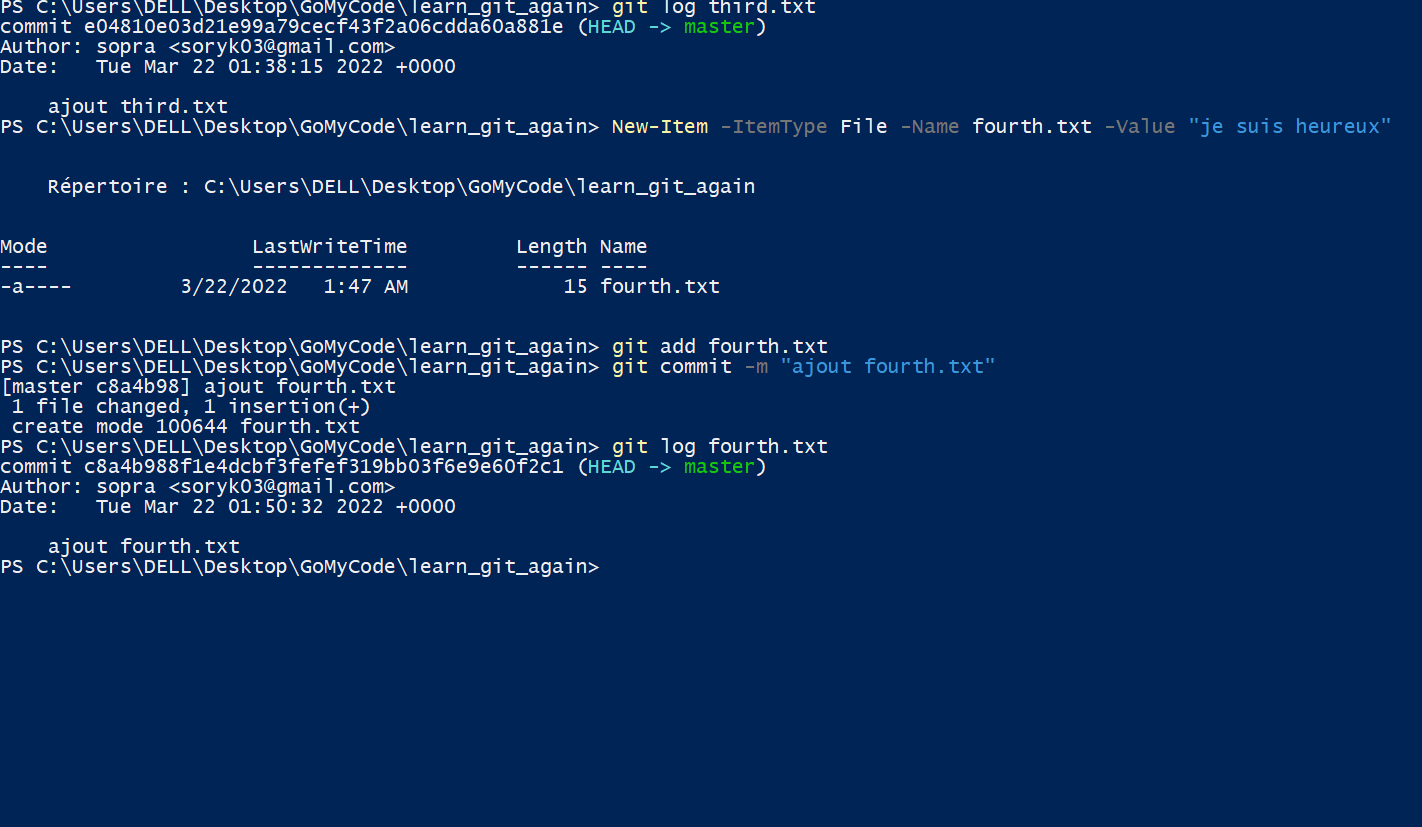 PS C:\Users\DELL\Desktop\GoMyCode\learn_git_again> git log third.txt
commit e04810e03d21e99a79cecf43f2a06cdda60a881e (HEAD -> master)
Author: sopra <soryk03@gmail.com>
Date:   Tue Mar 22 01:38:15 2022 +0000
    ajout third.txt
PS C:\Users\DELL\Desktop\GoMyCode\learn_git_again> New-Item -ItemType File -Name fourth.txt -Value "je suis heureux"
    Répertoire : C:\Users\DELL\Desktop\GoMyCode\learn_git_again
Mode                 LastWriteTime         Length Name
----                 -------------         ------ ----
-a----         3/22/2022   1:47 AM             15 fourth.txt
PS C:\Users\DELL\Desktop\GoMyCode\learn_git_again> git add fourth.txt
PS C:\Users\DELL\Desktop\GoMyCode\learn_git_again> git commit -m "ajout fourth.txt"
[master c8a4b98] ajout fourth.txt
 1 file changed, 1 insertion(+)
 create mode 100644 fourth.txt
PS C:\Users\DELL\Desktop\GoMyCode\learn_git_again> git log fourth.txt
commit c8a4b988f1e4dcbf3fefef319bb03f6e9e60f2c1 (HEAD -> master)
Author: sopra <soryk03@gmail.com>
Date:   Tue Mar 22 01:50:32 2022 +0000
    ajout fourth.txt
PS C:\Users\DELL\Desktop\GoMyCode\learn_git_again>